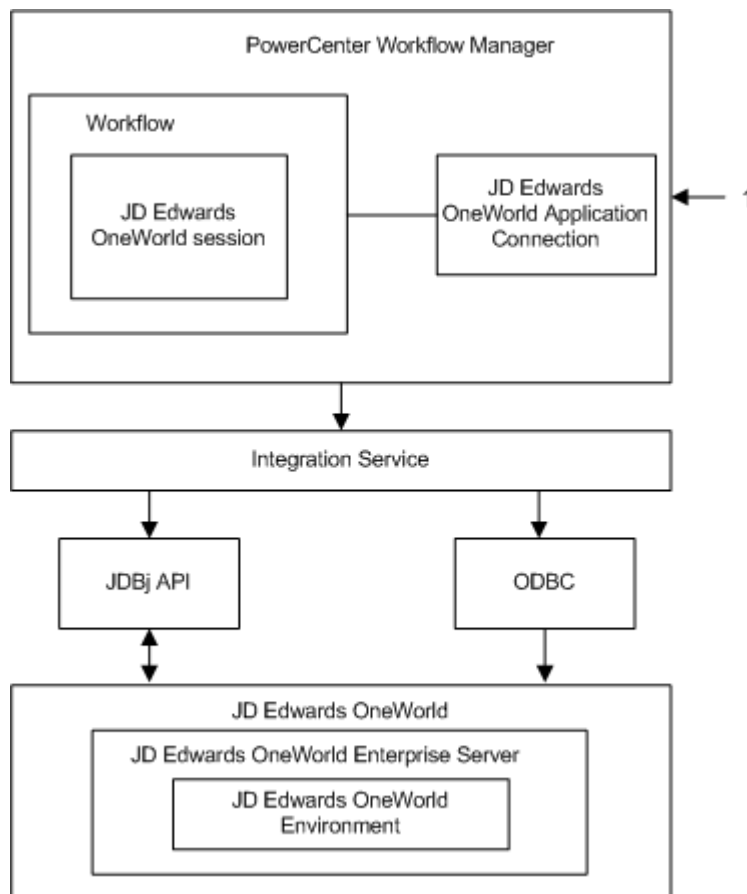 PowerCenter Workflow Manager
Workflow
JD Edwards
OneWorld session
JD Edwards
OneWorld Application
Connection
1
Integration Service
JDBj API
ODBC
JD Edwards OneWorld
JD Edwards OneWorld Enterprise Server
JD Edwards OneWorld
Environment